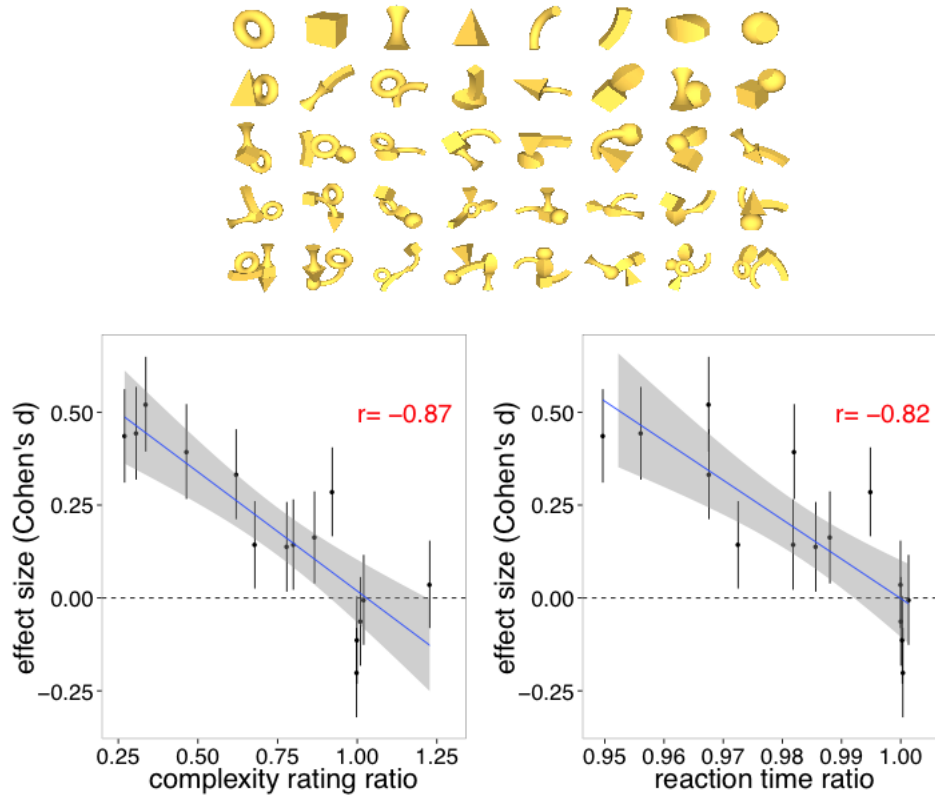 effect size (Cohen's d)
0.50
0.25
0.00
−0.25
r= −0.87
0.25 0.50 0.75 1.00 1.25
complexity rating ratio
effect size (Cohen's d)
0.50
0.25
0.00
−0.25
r= −0.82
0.95 0.96 0.97 0.98 0.99 1.00
reaction time ratio